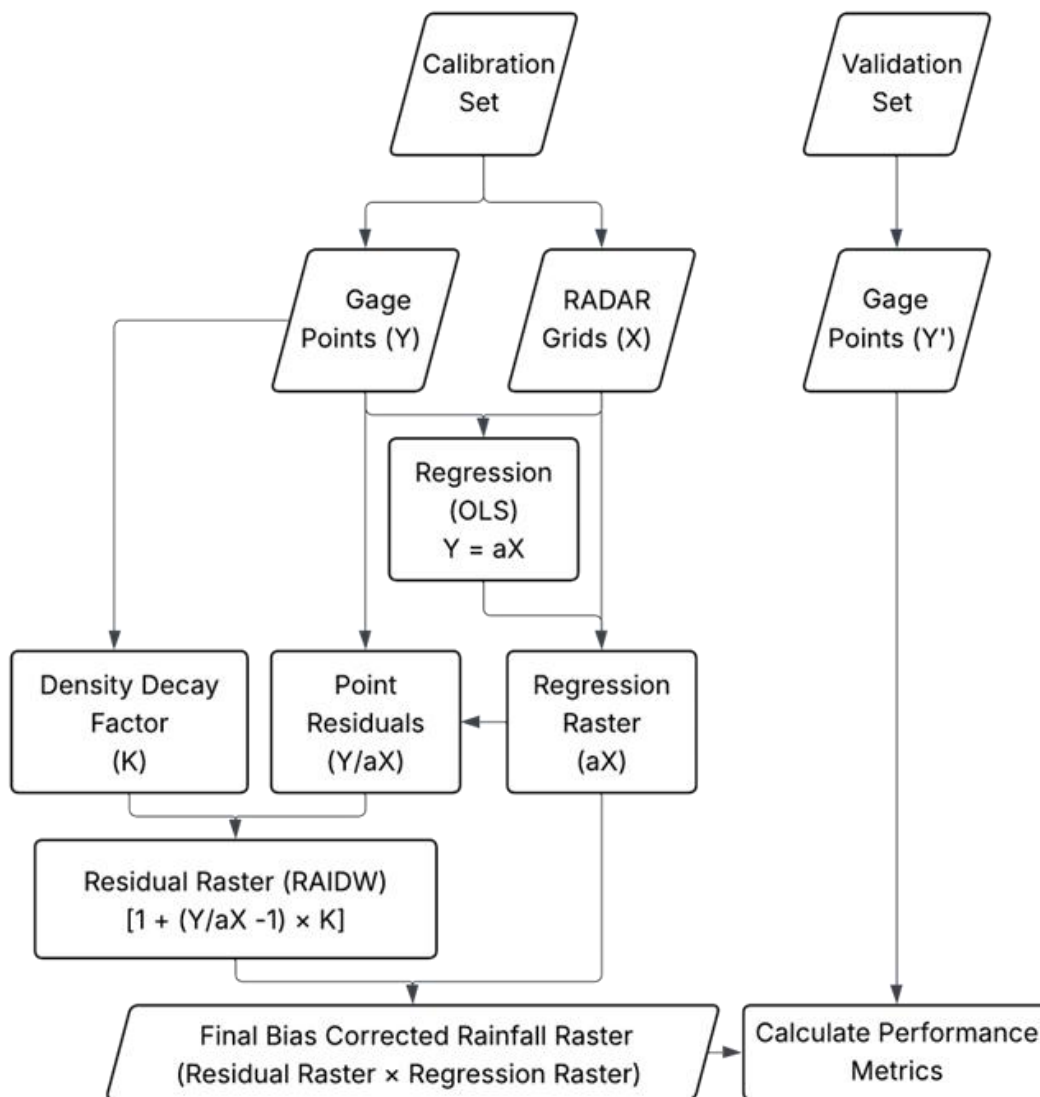 Calibration
Set
Validation
Set
Gage
Points (Y)
RADAR
Grids (X)
Gage
Points (Y')
Regression
(OLS)
Y = aX
Density Decay
Factor
(K)
Point
Residuals
(Y/aX)
Regression
Raster
(aX)
Residual Raster (RAIDW)
[1 + (Y/aX -1) × K]
Final Bias Corrected Rainfall Raster
(Residual Raster × Regression Raster)
Calculate Performance
Metrics